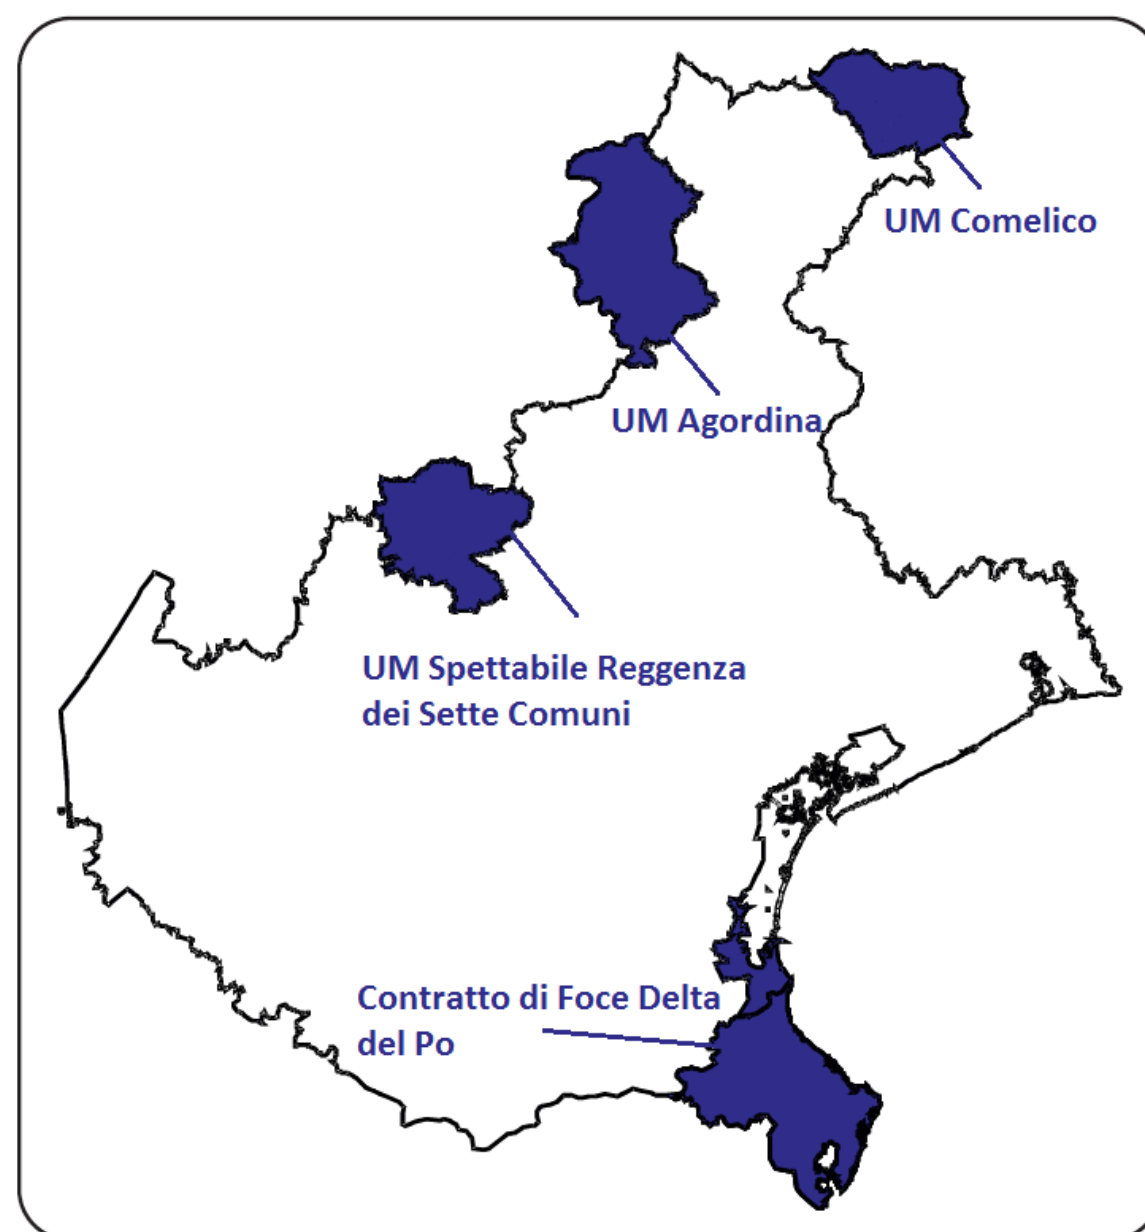 UM Comelico
UM Agordina
UM Spettabile Reggenza
dei Sette Comuni
Contratto di Foce Delta
del Po